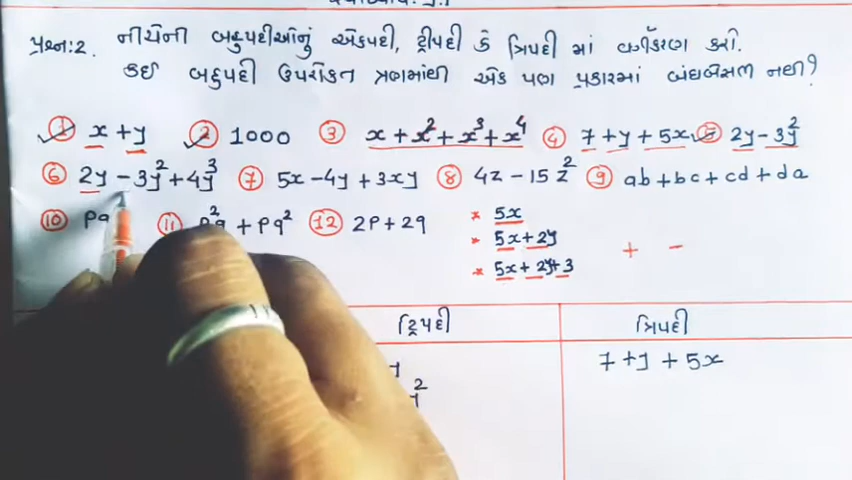 પ્રશ્ન:2. નીચેની બહુપદીઓનું એકપદી, દ્વીપદી કે ત્રિપદી માં વર્ગીકરણ કરો.
કઈ બહુપદી ઉપરોક્ત ત્રણમાંથી એક પણ પ્રકારમાં બંધબેસતા નથી?
① x + y ② 1000 ③ x + x² + x³ + x⁴ ④ 7 + y + 5x ⑤ 2y - 3y²
⑥ 2y - 3y² + 4y³ ⑦ 5x - 4y + 3xy ⑧ 4z - 15z² ⑨ ab + bc + cd + da
⑩ pq ⑪ p²q + pq² ⑫ 2p + 2q * 5x
* 5x + 2y
+ -
* 5x + 2y + 3
દ્વિપદી ત્રિપદી
7 + y + 5x